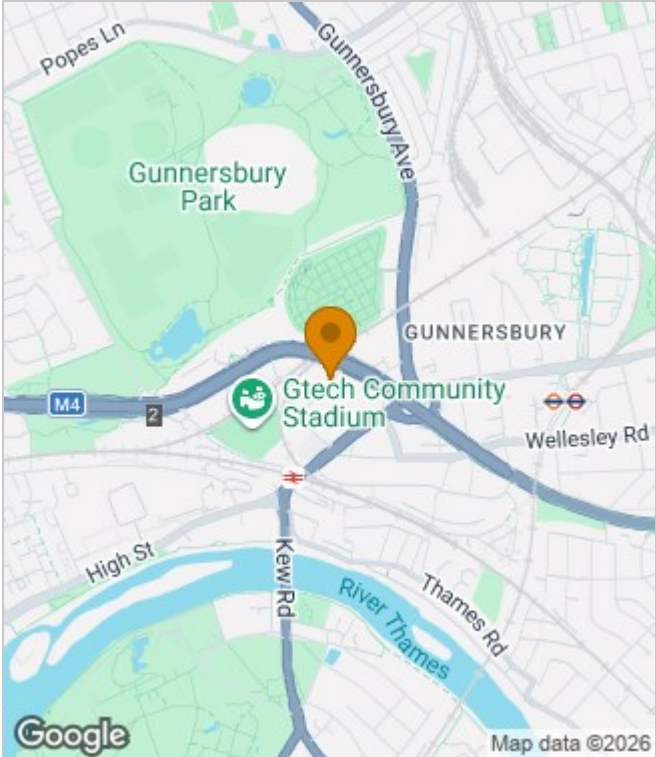 Popes Ln
Gunnersbury Ave
Gunnersbury
Park
GUNNERSBURY
M4
2
Gtech Community
Stadium
Wellesley Rd
High St
Kew Rd
Thames Rd
River Thames
Google
Map data ©2026